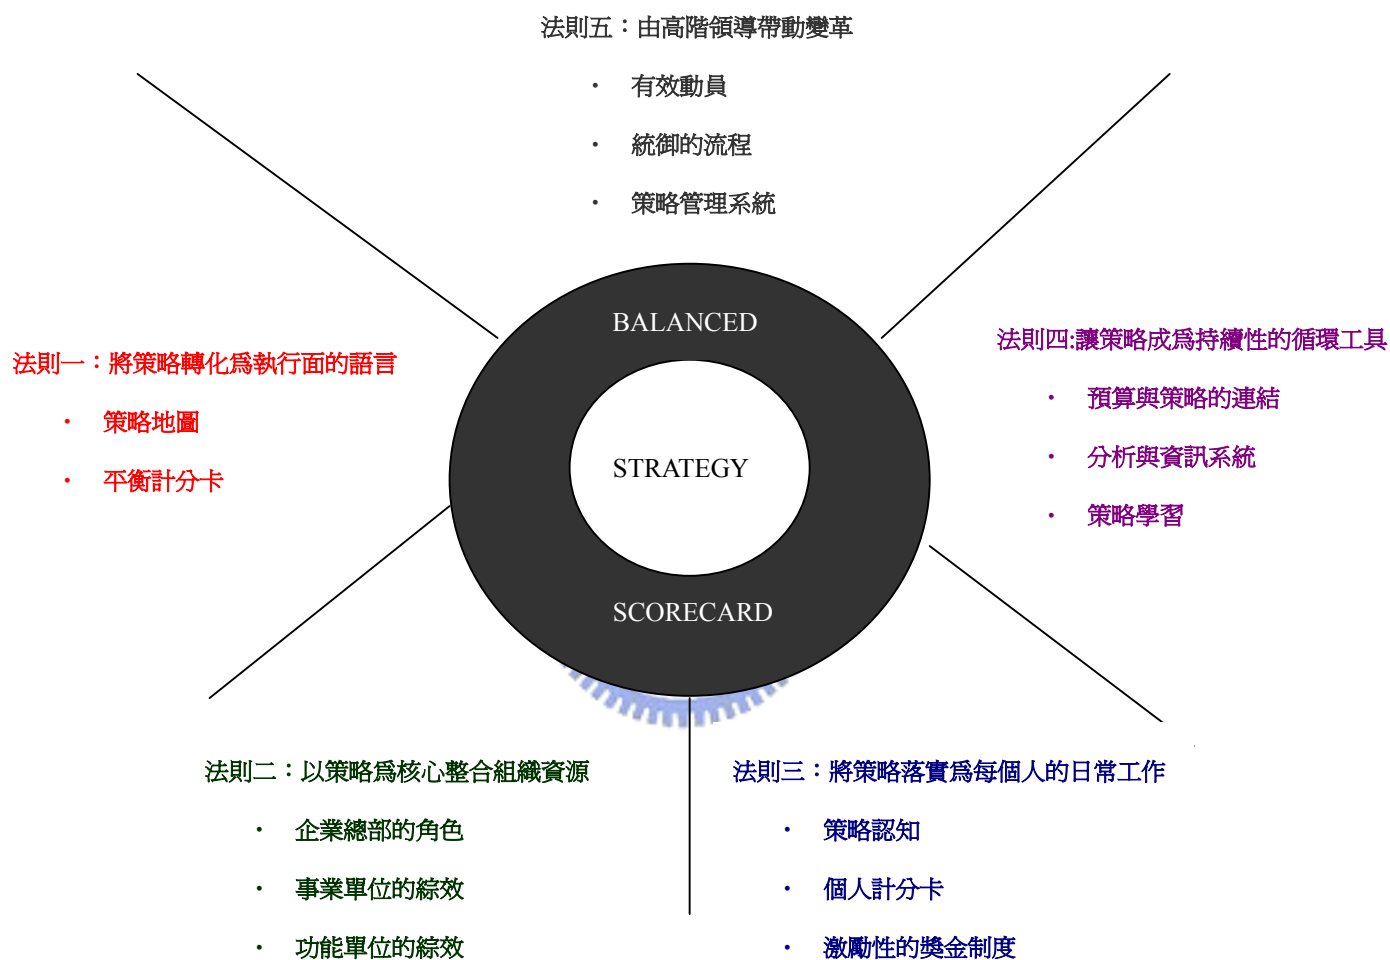 法則五：由高階領導帶動變革
· 有效動員
· 統御的流程
· 策略管理系統
BALANCED
STRATEGY
SCORECARD
法則一：將策略轉化爲執行面的語言
· 策略地圖
· 平衡計分卡
法則四:讓策略成爲持續性的循環工具
· 預算與策略的連結
· 分析與資訊系統
· 策略學習
法則二：以策略爲核心整合組織資源
· 企業總部的角色
· 事業單位的綜效
· 功能單位的綜效
法則三：將策略落實爲每個人的日常工作
· 策略認知
· 個人計分卡
· 激勵性的獎金制度